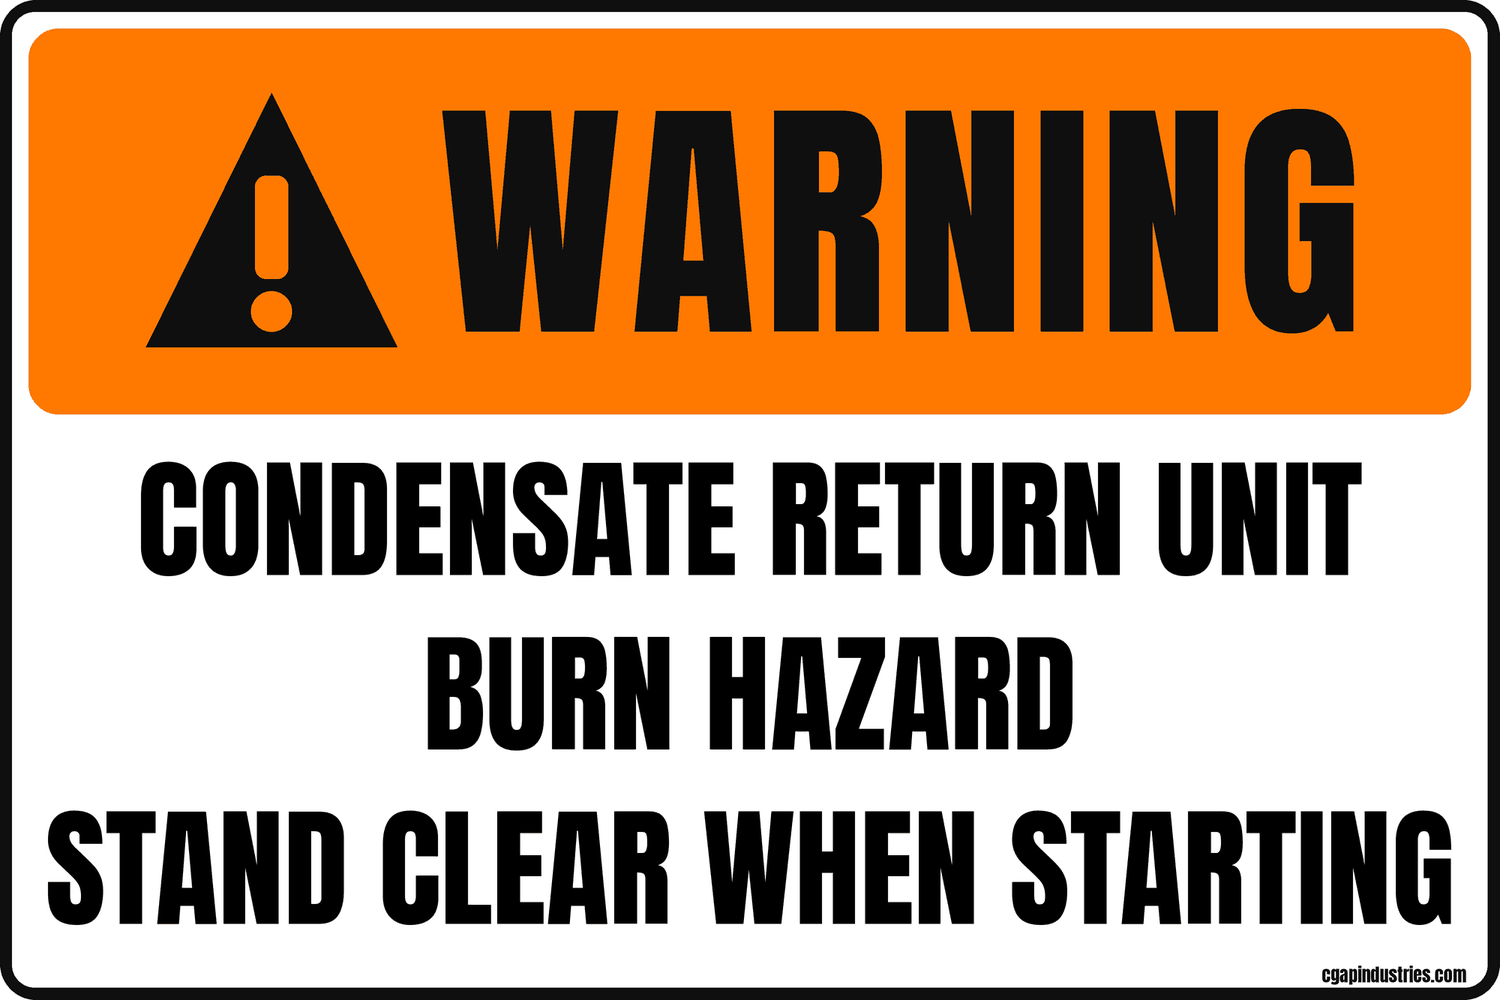 WARNING
CONDENSATE RETURN UNIT
BURN HAZARD
STAND CLEAR WHEN STARTING
cgapindustries.com